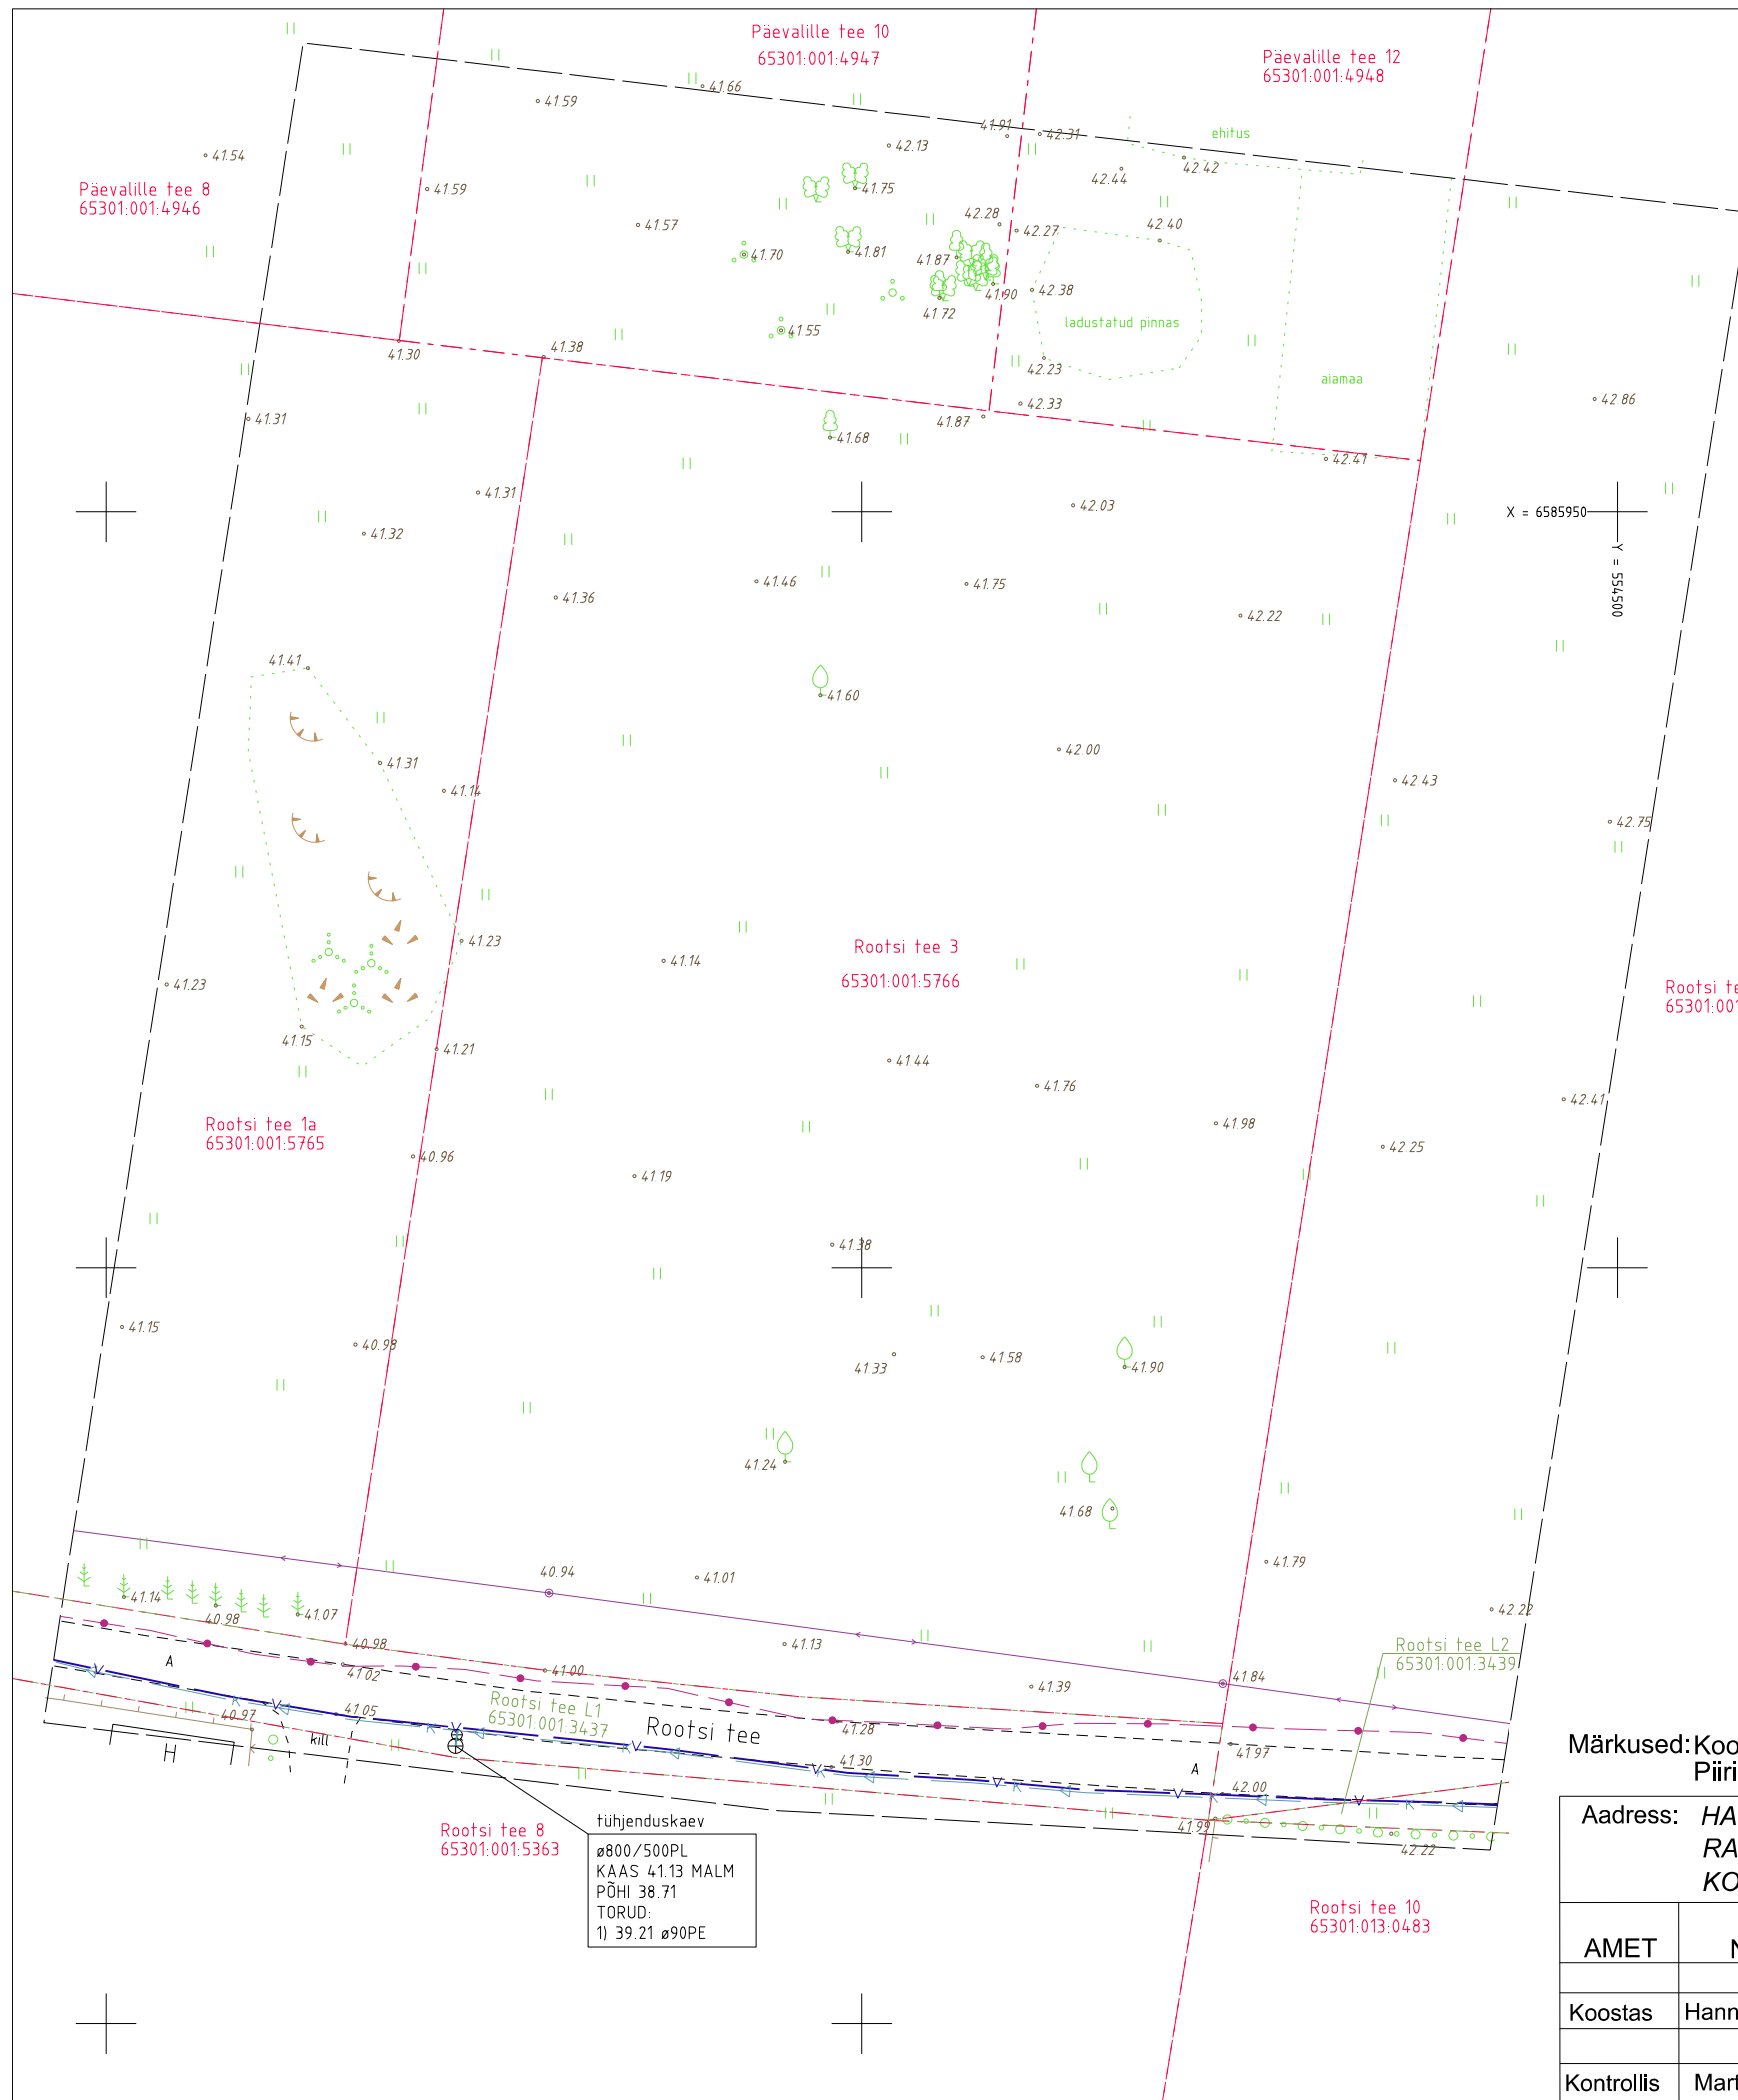 Päevalille tee 10
65301:001:4947
Päevalille tee 12
65301:001:4948
41.66
41.59
41.91
42.31
ehitus
42.13
41.54
42.44
42.42
Päevalille tee 8
65301:001:4946
41.59
41.75
42.28
42.27
42.40
41.57
41.70
41.81
41.87
41.90
42.38
41.72
ladustatud pinnas
41.55
41.30
41.38
42.23
aiamaa
42.33
42.86
41.31
41.87
41.68
42.41
41.31
42.03
X = 6585950
41.32
Y = 554500
41.46
41.75
41.36
42.22
41.41
41.60
42.00
41.31
42.43
41.14
42.75
41.23
Rootsi tee 3
41.14
65301:001:5766
41.23
Rootsi te
65301:001
41.15
41.21
41.44
41.76
42.41
Rootsi tee 1a
65301:001:5765
41.98
42.25
40.96
41.19
41.38
41.15
40.98
41.33
41.58
41.90
41.24
41.68
41.79
40.94
41.01
41.14
40.98
41.07
42.22
40.98
41.13
Rootsi tee L2
65301:001:3439
A
41.02
41.00
41.84
41.39
Rootsi tee L1
65301:001:3437
40.97
41.05
Rootsi tee
41.28
kill
H
41.97
41.30
A
42.00
Märkused: Koo
Piiri
41.99
42.22
Rootsi tee 8
65301:001:5363
tühjenduskaev
ø800/500PL
KAAS 41.13 MALM
PÕHI 38.71
TORUD:
1) 39.21 ø90PE
Aadress: HA
RA
KO
Rootsi tee 10
65301:013:0483
AMET N
Koostas Hann
Kontrollis Mart